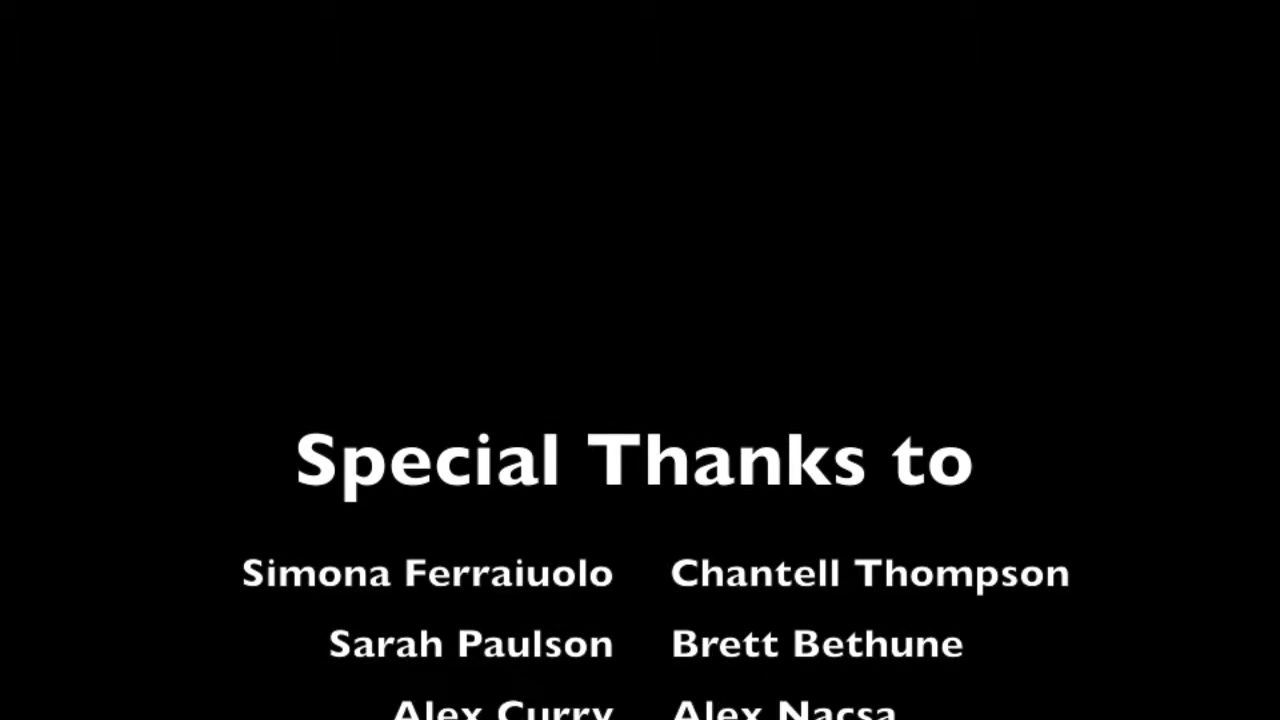 Special Thanks to
Simona Ferraiuolo Chantell Thompson
Sarah Paulson Brett Bethune
Alex Curry Alex Nacsa